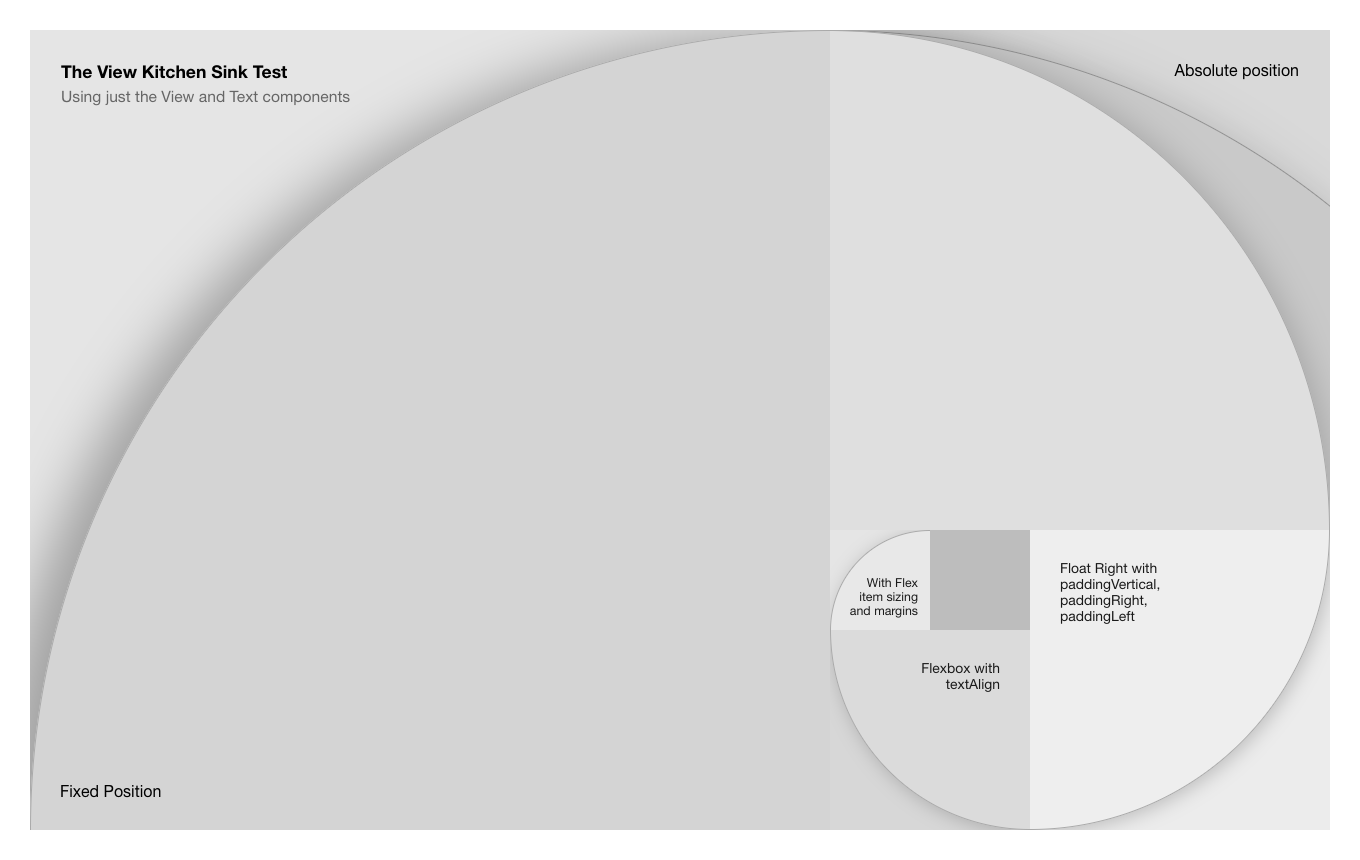 The View Kitchen Sink Test
Using just the View and Text components
Absolute position
Float Right with
paddingVertical,
paddingRight,
paddingLeft
With Flex
item sizing
and margins
Flexbox with
textAlign
Fixed Position